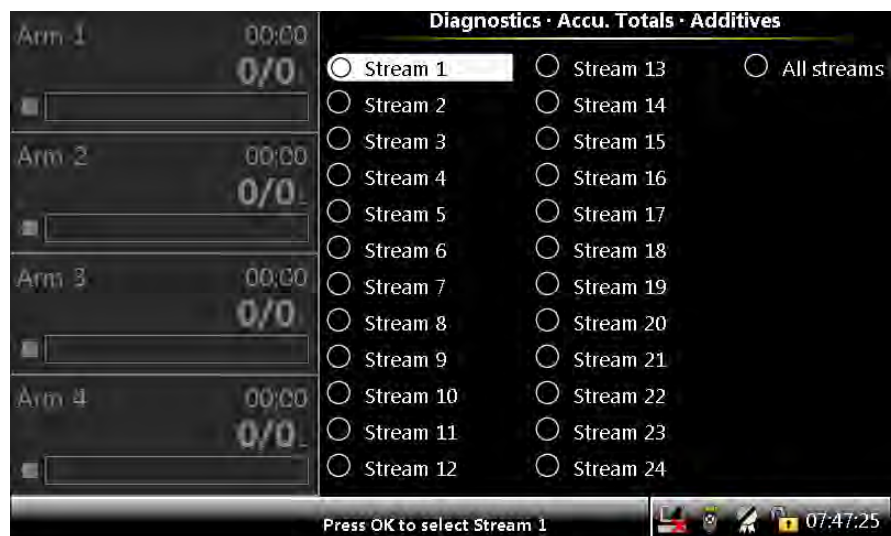 Diagnostics · Accu. Totals · Additives
Arm 1 00:00
0/0
Arm 2 00:00
0/0
Arm 3 00:00
0/0
Arm 4 00:00
0/0
Stream 1
Stream 2
Stream 3
Stream 4
Stream 5
Stream 6
Stream 7
Stream 8
Stream 9
Stream 10
Stream 11
Stream 12
Stream 13
Stream 14
Stream 15
Stream 16
Stream 17
Stream 18
Stream 19
Stream 20
Stream 21
Stream 22
Stream 23
Stream 24
All streams
Press OK to select Stream 1
07:47:25